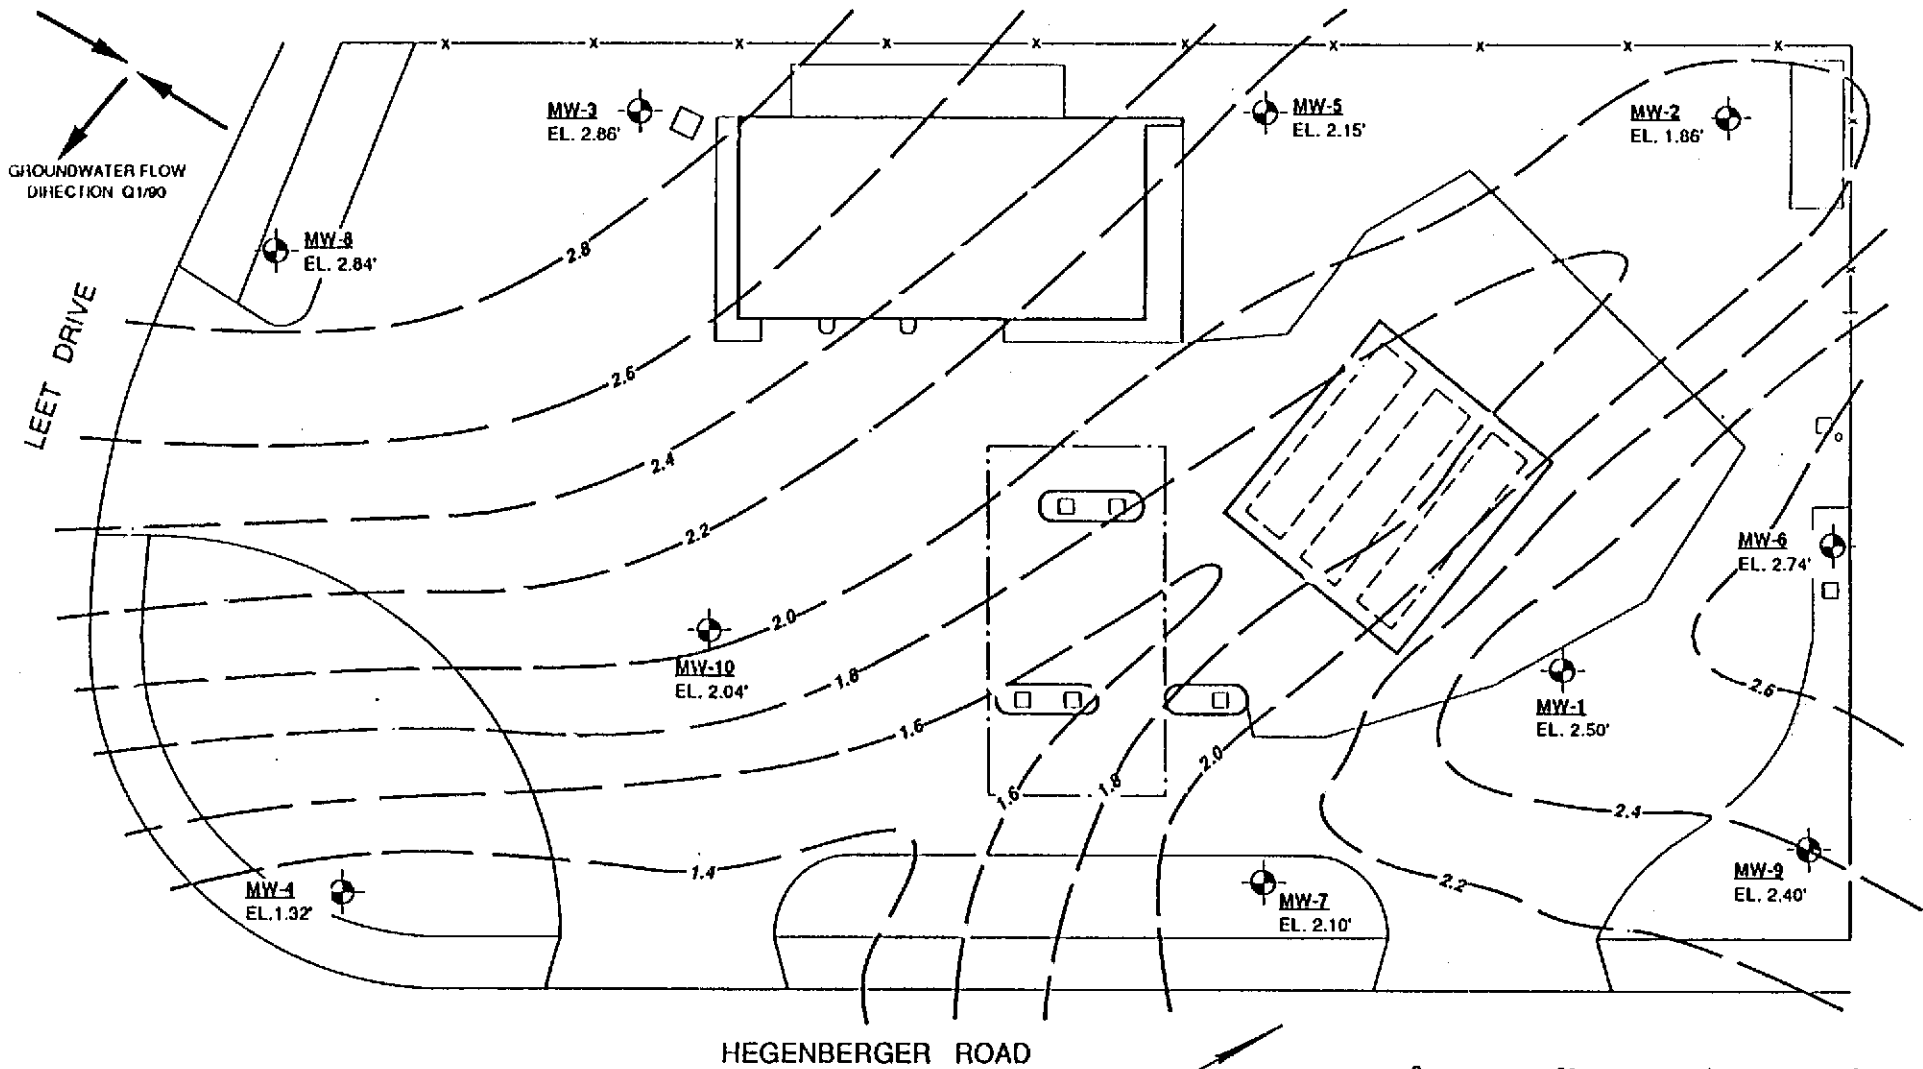 MW-3
EL. 2.86'
MW-5
EL. 2.15'
MW-2
EL. 1.86'
GROUNDWATER FLOW
DIRECTION Q1/90
MW-8
EL. 2.84'
2.8
LEET DRIVE
2.6
2.4
2.2
MW-6
EL. 2.74'
2.0
MW-10
EL. 2.04'
1.8
2.6
MW-1
EL. 2.50'
1.6
2.0
1.6
1.8
2.4
1.4
MW-4
EL.1.32'
2.2
MW-9
EL. 2.40'
MW-7
EL. 2.10'
HEGENBERGER ROAD